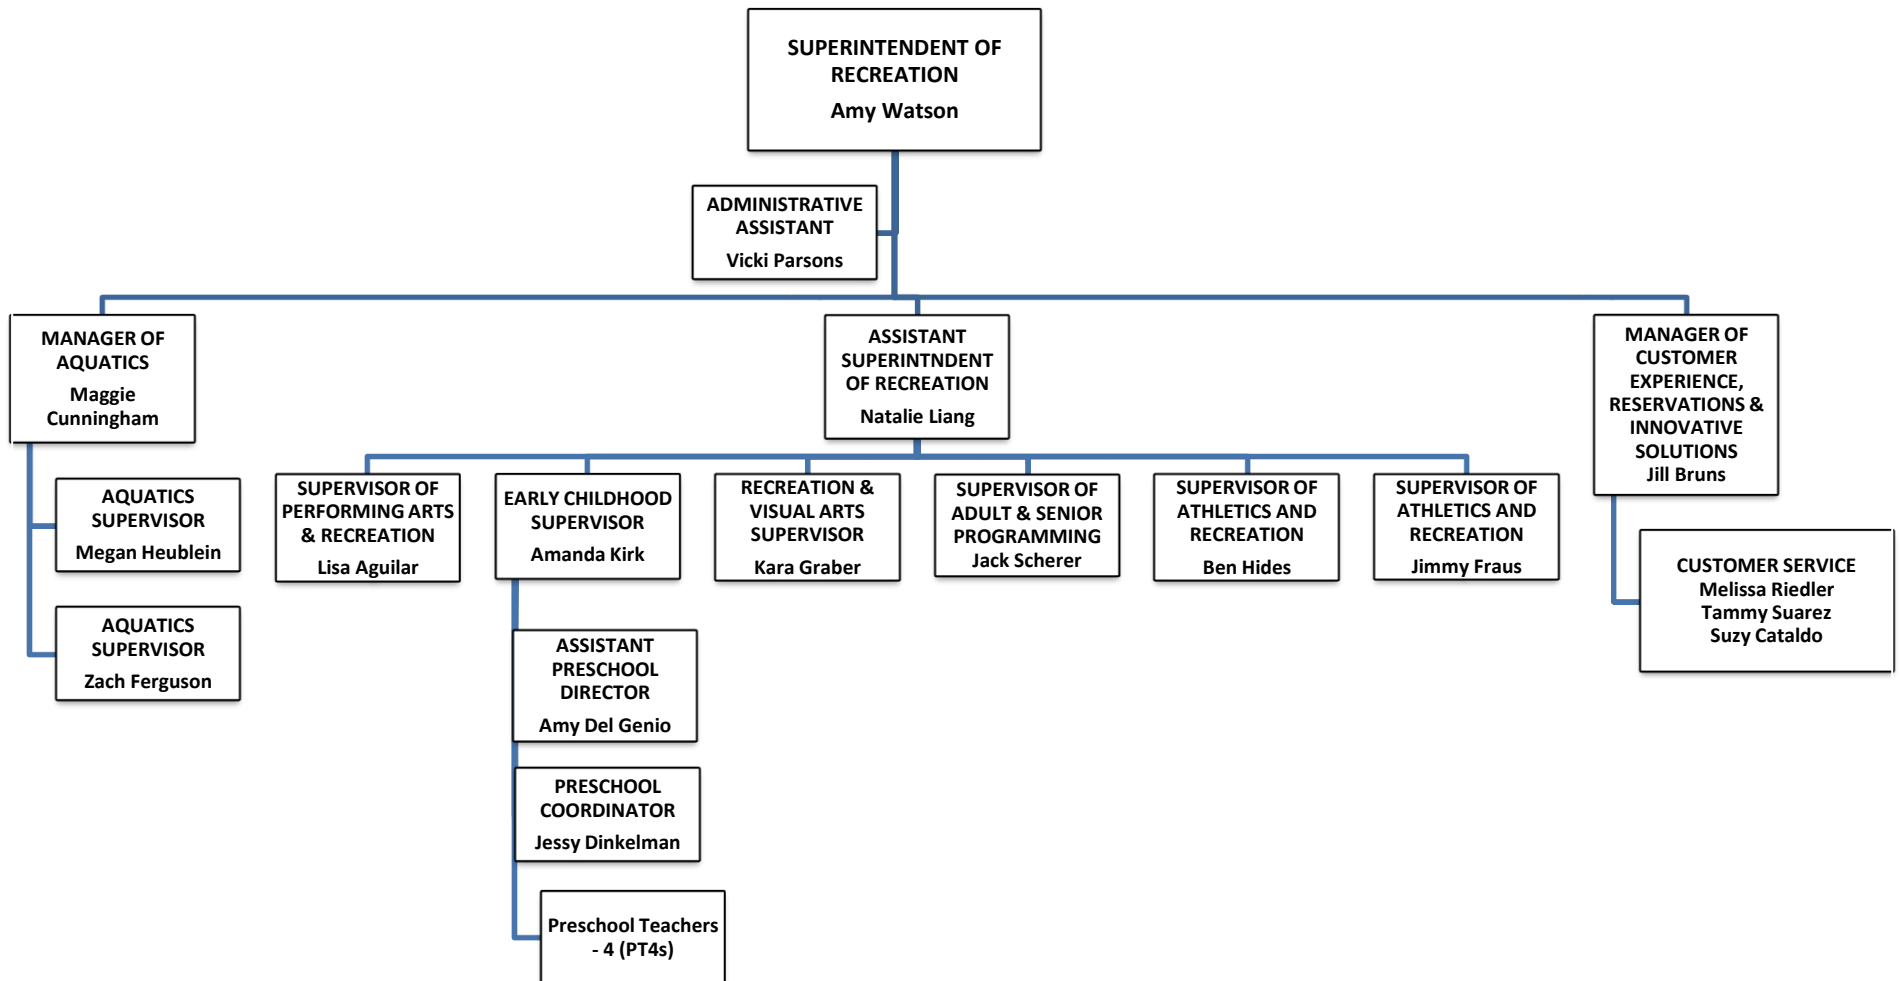 SUPERINTENDENT OF
RECREATION
Amy Watson
ADMINISTRATIVE
ASSISTANT
Vicki Parsons
MANAGER OF
AQUATICS
Maggie
Cunningham
ASSISTANT
SUPERINTNDENT
OF RECREATION
Natalie Liang
MANAGER OF
CUSTOMER
EXPERIENCE,
RESERVATIONS &
INNOVATIVE
SOLUTIONS
Jill Bruns
AQUATICS
SUPERVISOR
Megan Heublein
AQUATICS
SUPERVISOR
Zach Ferguson
SUPERVISOR OF
PERFORMING ARTS
& RECREATION
Lisa Aguilar
EARLY CHILDHOOD
SUPERVISOR
Amanda Kirk
RECREATION &
VISUAL ARTS
SUPERVISOR
Kara Graber
SUPERVISOR OF
ADULT & SENIOR
PROGRAMMING
Jack Scherer
SUPERVISOR OF
ATHLETICS AND
RECREATION
Ben Hides
SUPERVISOR OF
ATHLETICS AND
RECREATION
Jimmy Fraus
CUSTOMER SERVICE
Melissa Riedler
Tammy Suarez
Suzy Cataldo
ASSISTANT
PRESCHOOL
DIRECTOR
Amy Del Genio
PRESCHOOL
COORDINATOR
Jessy Dinkelman
Preschool Teachers
- 4 (PT4s)